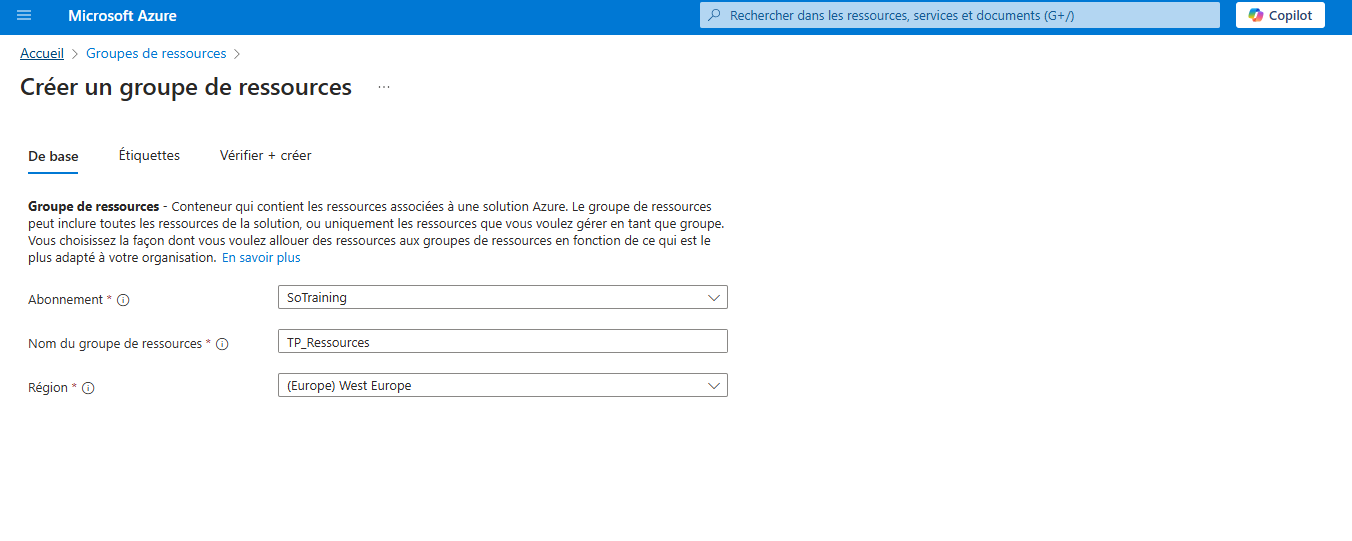 Microsoft Azure
Rechercher dans les ressources, services et documents (G+/)
Copilot
Accueil > Groupes de ressources >
Créer un groupe de ressources ...
De base
Étiquettes
Vérifier + créer
Groupe de ressources - Conteneur qui contient les ressources associées à une solution Azure. Le groupe de ressources
peut inclure toutes les ressources de la solution, ou uniquement les ressources que vous voulez gérer en tant que groupe.
Vous choisissez la façon dont vous voulez allouer des ressources aux groupes de ressources en fonction de ce qui est le
plus adapté à votre organisation. En savoir plus
Abonnement *
SoTraining
Nom du groupe de ressources *
TP_Ressources
Région *
(Europe) West Europe